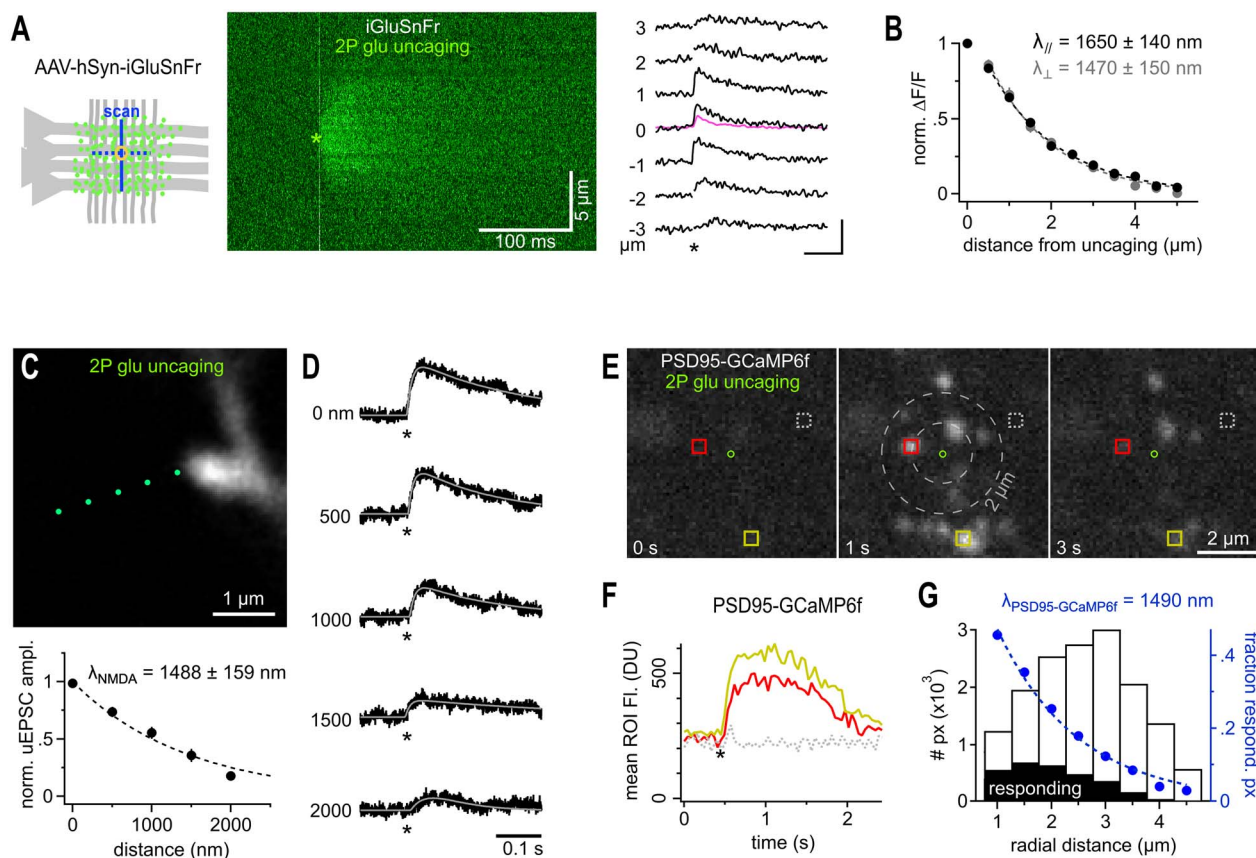 A
AAV-hSyn-iGluSnFr
scan
iGluSnFr
2P glu uncaging
*
5 µm
100 ms
3
2
1
0
-1
-2
-3
µm
*
B
λ// = 1650 ± 140 nm
λ⊥ = 1470 ± 150 nm
norm. ΔF/F
1
.5
0
0 2 4
distance from uncaging (µm)
C
2P glu uncaging
1 µm
λNMDA = 1488 ± 159 nm
norm. uEPSC ampl.
1
.5
0
0 1000 2000
distance (nm)
D
0 nm
*
500
*
1000
*
1500
*
2000
*
0.1 s
E
PSD95-GCaMP6f
2P glu uncaging
2 µm
0 s
1 s
3 s
2 µm
F
PSD95-GCaMP6f
mean ROI Fl. (DU)
500
0
*
0 1 2
time (s)
G
λPSD95-GCaMP6f = 1490 nm
# px (x10³)
3
2
1
0
responding
1 2 3 4
radial distance (µm)
.4
.2
0
fraction respond. px